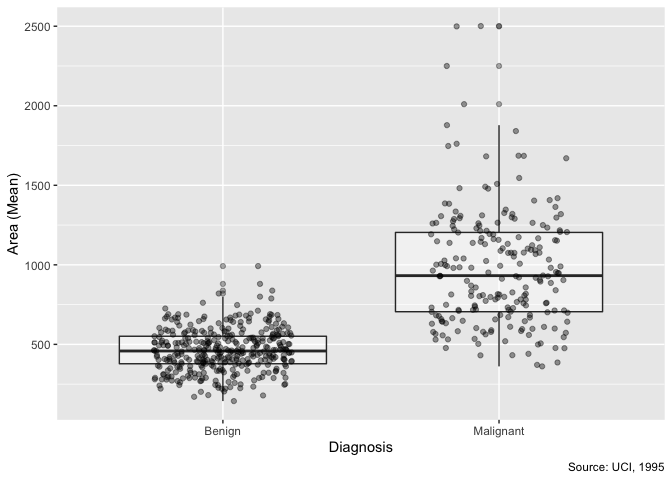 2500
2000
1500
1000
500
Area (Mean)
Benign
Malignant
Diagnosis
Source: UCI, 1995